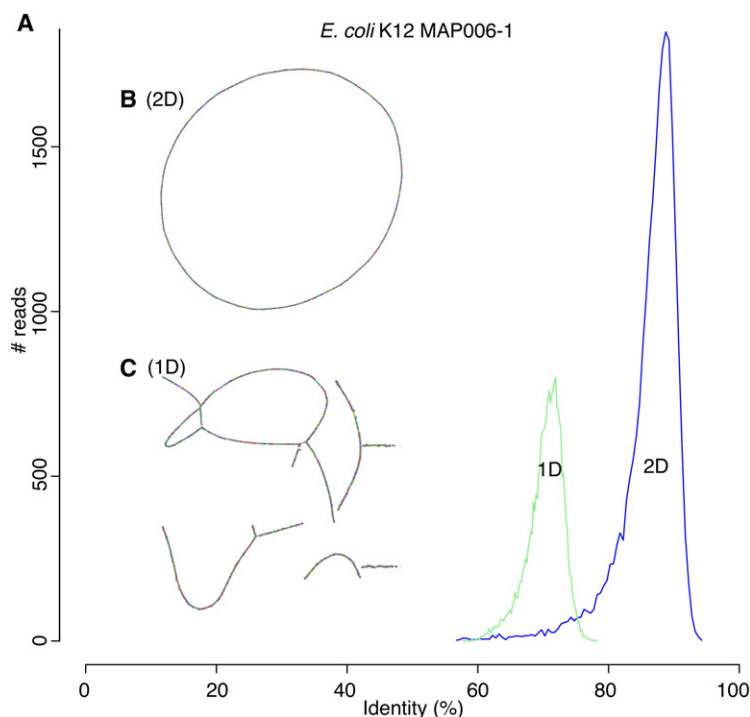 A
E. coli K12 MAP006-1
B (2D)
C (1D)
1D
2D
# reads
0
500
1000
1500
0
20
40
60
80
100
Identity (%)